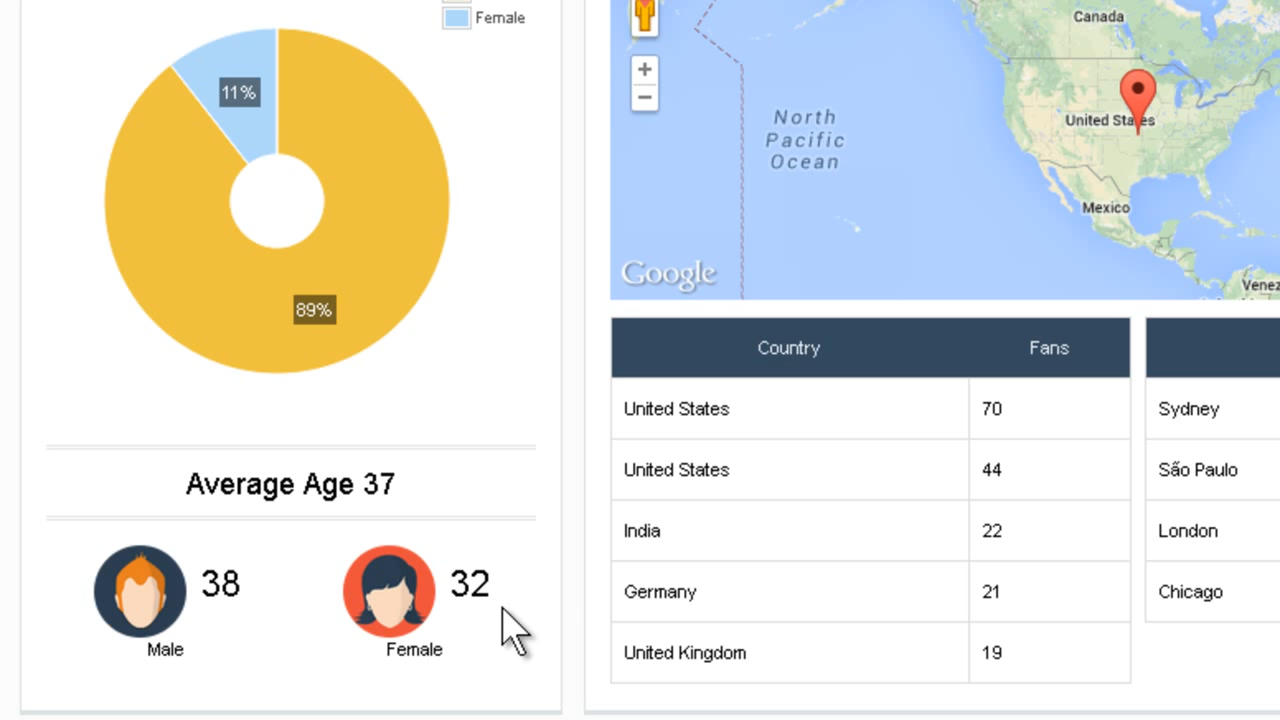 Female
11%
89%
Average Age 37
38
Male
32
Female
Canada
United States
North
Pacific
Ocean
Mexico
Google
Country Fans
United States 70
United States 44
India 22
Germany 21
United Kingdom 19
Sydney
São Paulo
London
Chicago